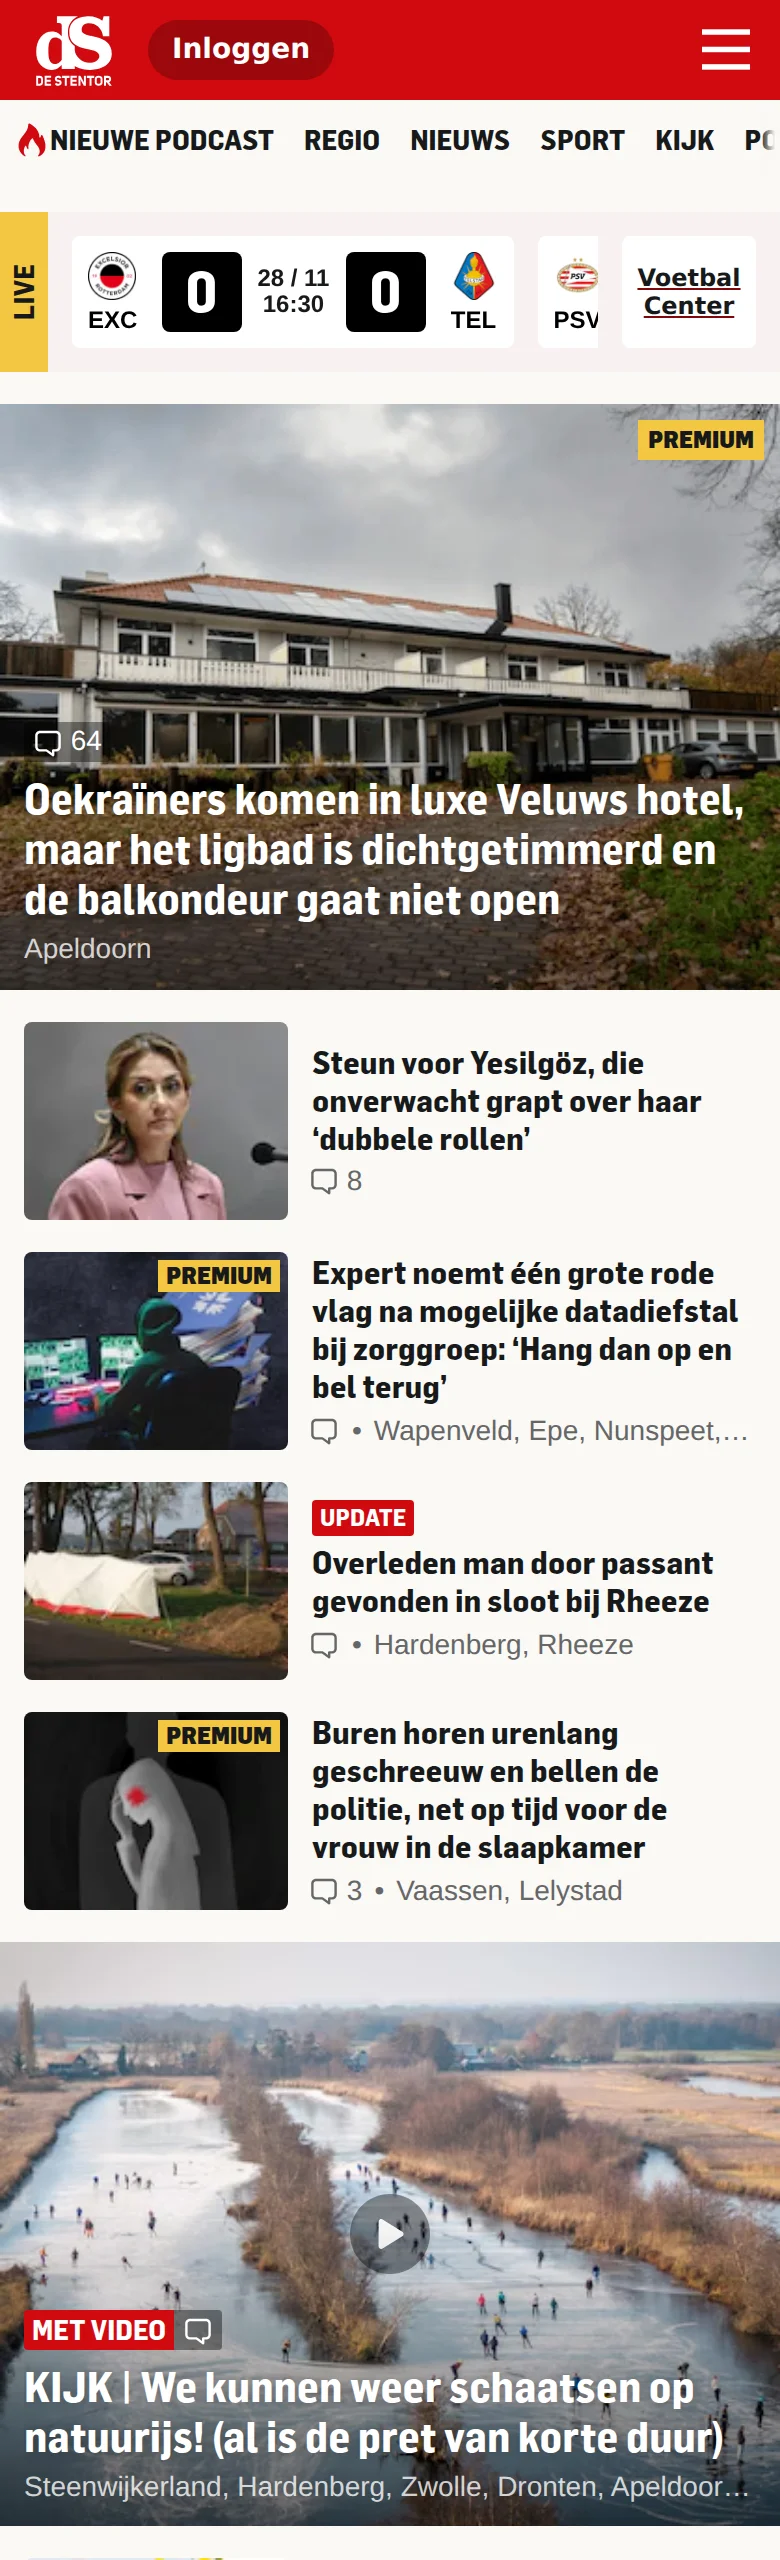 dS
DE STENTOR
Inloggen
NIEUWE PODCAST REGIO NIEUWS SPORT KIJK
LIVE
EXCELSIOR
ROTTERDAM
EXC
0
28 / 11
16:30
0
TEL
PSV
PSV
Voetbal
Center
PREMIUM
64
Oekraïners komen in luxe Veluws hotel,
maar het ligbad is dichtgetimmerd en
de balkondeur gaat niet open
Apeldoorn
Steun voor Yesilgöz, die
onverwacht grapt over haar
‘dubbele rollen’
8
PREMIUM
Expert noemt één grote rode
vlag na mogelijke datadiefstal
bij zorggroep: ‘Hang dan op en
bel terug’
• Wapenveld, Epe, Nunspeet,…
UPDATE
Overleden man door passant
gevonden in sloot bij Rheeze
• Hardenberg, Rheeze
PREMIUM
Buren horen urenlang
geschreeuw en bellen de
politie, net op tijd voor de
vrouw in de slaapkamer
3 • Vaassen, Lelystad
MET VIDEO
KIJK | We kunnen weer schaatsen op
natuurijs! (al is de pret van korte duur)
Steenwijkerland, Hardenberg, Zwolle, Dronten, Apeldoor…